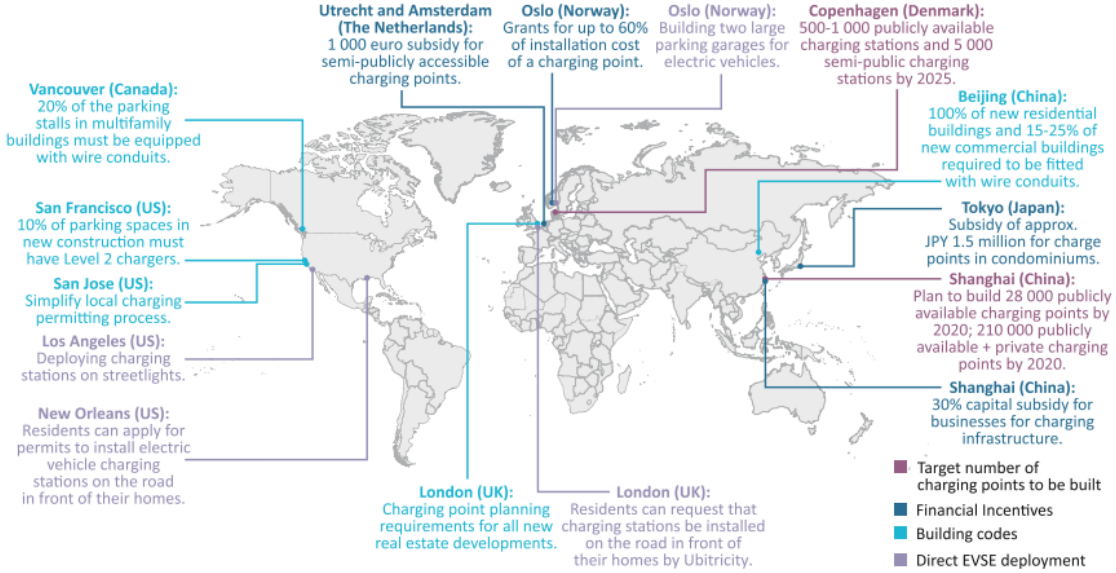 Utrecht and Amsterdam
(The Netherlands):
1 000 euro subsidy for
semi-publicly accessible
charging points.
Oslo (Norway):
Grants for up to 60%
of installation cost
of a charging point.
Oslo (Norway):
Building two large
parking garages for
electric vehicles.
Copenhagen (Denmark):
500-1 000 publicly available
charging stations and 5 000
semi-public charging
stations by 2025.
Vancouver (Canada):
20% of the parking
stalls in multifamily
buildings must be equipped
with wire conduits.
San Francisco (US):
10% of parking spaces in
new construction must
have Level 2 chargers.
San Jose (US):
Simplify local charging
permitting process.
Los Angeles (US):
Deploying charging
stations on streetlights.
New Orleans (US):
Residents can apply for
permits to install electric
vehicle charging
stations on the road
in front of their homes.
Beijing (China):
100% of new residential
buildings and 15-25% of
new commercial buildings
required to be fitted
with wire conduits.
Tokyo (Japan):
Subsidy of approx.
JPY 1.5 million for charge
points in condominiums.
Shanghai (China):
Plan to build 28 000 publicly
available charging points by
2020; 210 000 publicly
available + private charging
points by 2020.
Shanghai (China):
30% capital subsidy for
businesses for charging
infrastructure.
London (UK):
Charging point planning
requirements for all new
real estate developments.
London (UK):
Residents can request that
charging stations be installed
on the road in front of
their homes by Ubitricity.
Target number of
charging points to be built
Financial Incentives
Building codes
Direct EVSE deployment